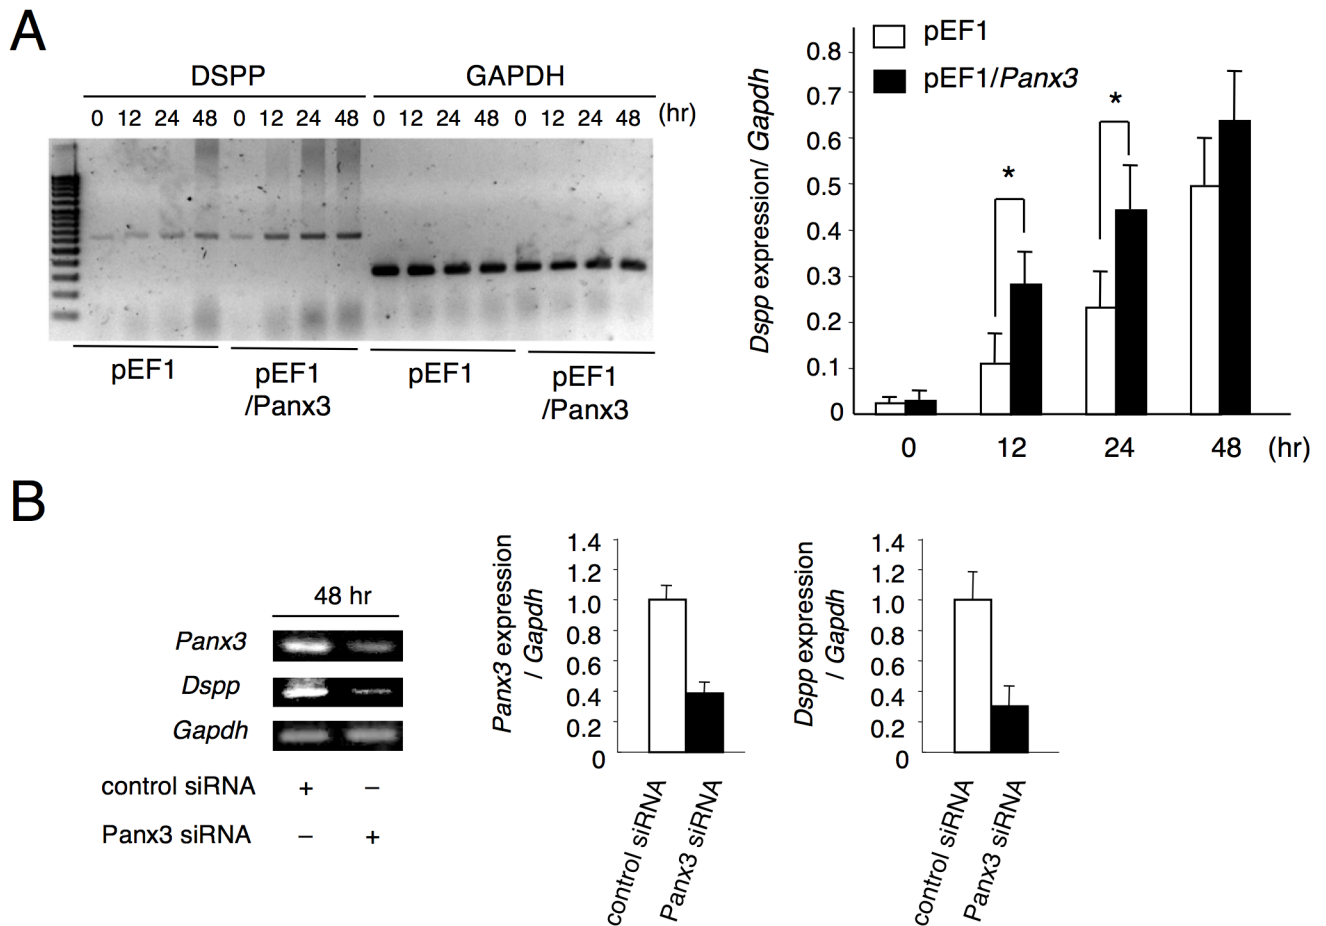 A
DSPP GAPDH
0 12 24 48 0 12 24 48 0 12 24 48 0 12 24 48 (hr)
pEF1 pEF1 pEF1 pEF1
/Panx3 /Panx3
pEF1
pEF1/Panx3
Dspp expression/ Gapdh
0.8
0.7
0.6
0.5
0.4
0.3
0.2
0.1
0
*
*
0 12 24 48 (hr)
B
48 hr
Panx3
Dspp
Gapdh
control siRNA + –
Panx3 siRNA – +
Panx3 expression
/ Gapdh
1.4
1.2
1.0
0.8
0.6
0.4
0.2
0
control siRNA
Panx3 siRNA
Dspp expression
/ Gapdh
1.4
1.2
1.0
0.8
0.6
0.4
0.2
0
control siRNA
Panx3 siRNA